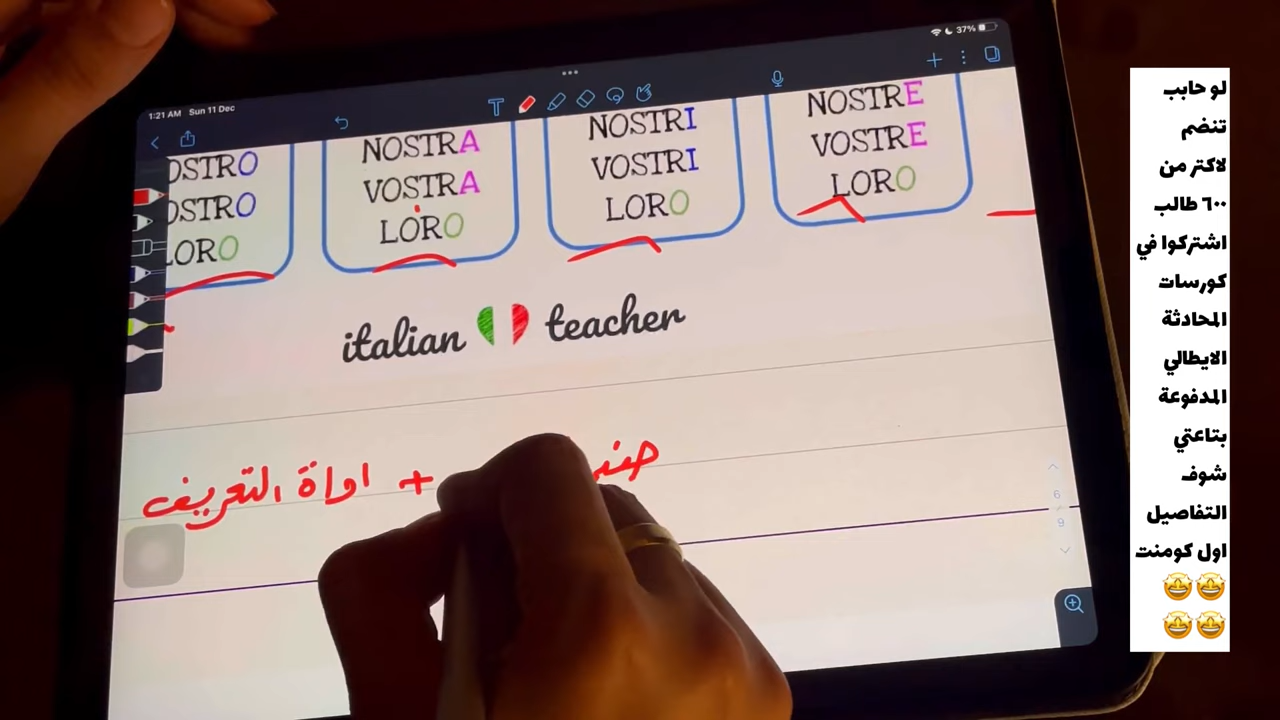 1:21 AM Sun 11 Dec
37%
OSTRO
OSTRO
LORO
NOSTRA
VOSTRA
LORO
NOSTRI
VOSTRI
LORO
NOSTRE
VOSTRE
LORO
italian teacher
+ اداة التعريف
6
9
لو حابب
تنضم
لاكتر من
٦٠٠ طالب
اشتركوا في
كورسات
المحادثة
الايطالي
المدفوعة
بتاعتي
شوف
التفاصيل
اول كومنت
🤩🤩
🤩🤩